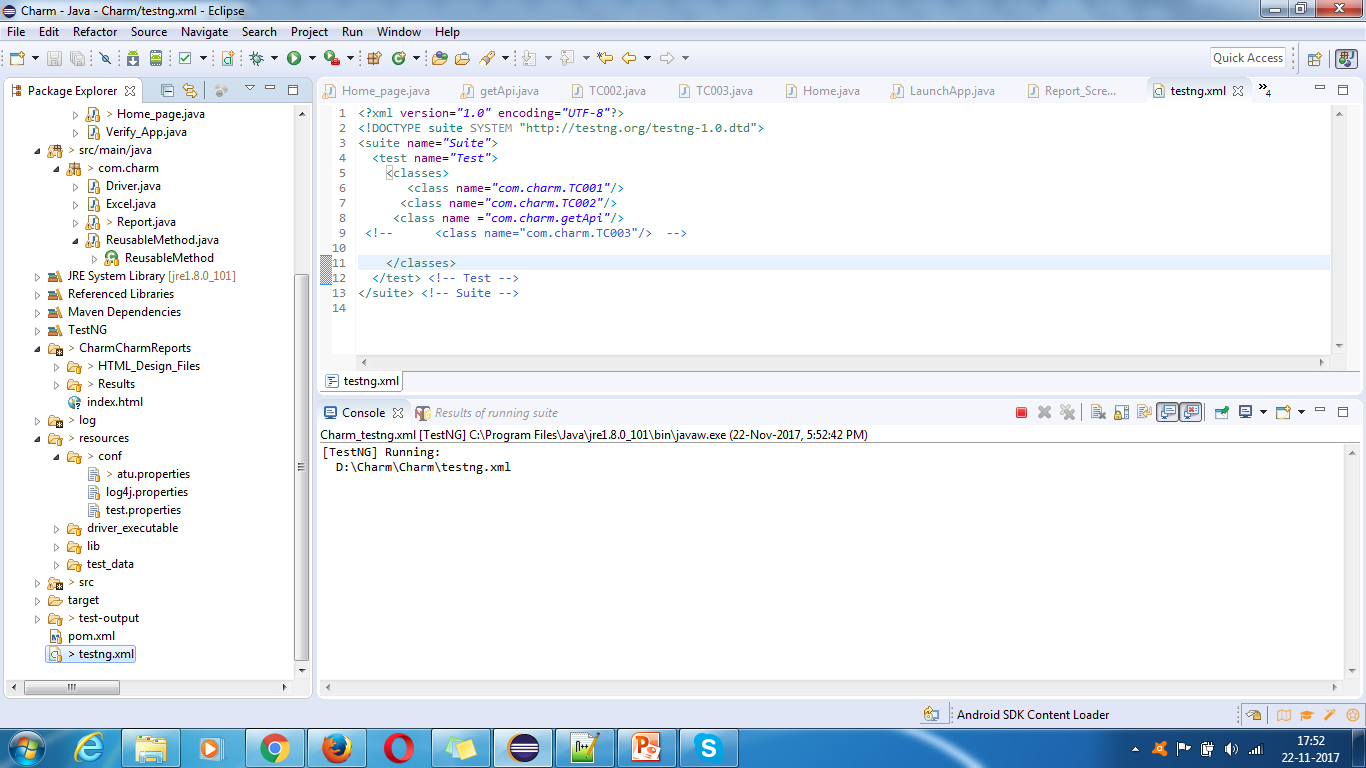 Charm - Java - Charm/testng.xml - Eclipse
File Edit Refactor Source Navigate Search Project Run Window Help
Quick Access
Package Explorer
> Home_page.java
Verify_App.java
> src/main/java
> com.charm
Driver.java
Excel.java
> Report.java
ReusableMethod.java
ReusableMethod
JRE System Library [jre1.8.0_101]
Referenced Libraries
Maven Dependencies
TestNG
> CharmCharmReports
> HTML_Design_Files
> Results
index.html
> log
> resources
> conf
> atu.properties
log4j.properties
test.properties
driver_executable
lib
test_data
> src
target
> test-output
pom.xml
> testng.xml
Home_page.java getApi.java TC002.java TC003.java Home.java LaunchApp.java Report_Scre... testng.xml »4
1 <?xml version="1.0" encoding="UTF-8"?>
2 <!DOCTYPE suite SYSTEM "http://testng.org/testng-1.0.dtd">
3 <suite name="Suite">
4 <test name="Test">
5 <classes>
6 <class name="com.charm.TC001"/>
7 <class name="com.charm.TC002"/>
8 <class name ="com.charm.getApi"/>
9 <!-- <class name="com.charm.TC003"/> -->
10
11 </classes>
12 </test> <!-- Test -->
13 </suite> <!-- Suite -->
14
testng.xml
Console Results of running suite
Charm_testng.xml [TestNG] C:\Program Files\Java\jre1.8.0_101\bin\javaw.exe (22-Nov-2017, 5:52:42 PM)
[TestNG] Running:
D:\Charm\Charm\testng.xml
Android SDK Content Loader
17:52
22-11-2017